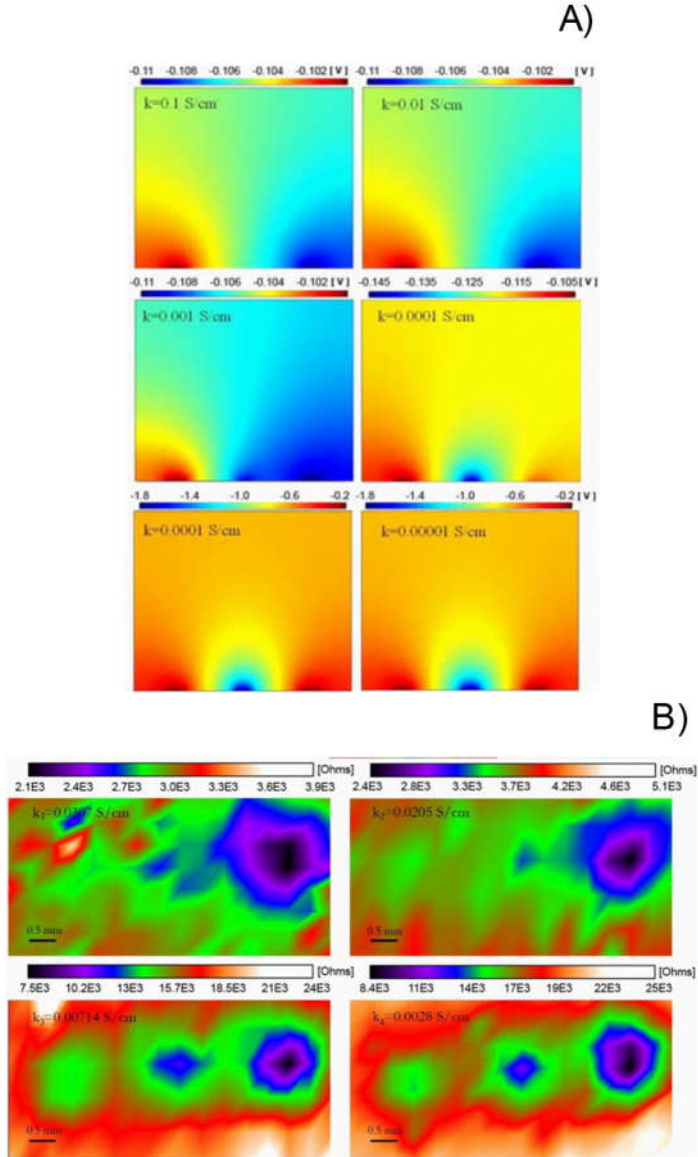 A)
-0.11 -0.108 -0.106 -0.104 -0.102 [ V ]
-0.11 -0.108 -0.106 -0.104 -0.102 [ V ]
k=0.1 S/cm
k=0.01 S/cm
-0.11 -0.108 -0.106 -0.104 -0.102 [ V ]
-0.145 -0.135 -0.125 -0.115 -0.105 [ V ]
k=0.001 S/cm
k=0.0001 S/cm
-1.8 -1.4 -1.0 -0.6 -0.2 [ V ]
-1.8 -1.4 -1.0 -0.6 -0.2 [ V ]
k=0.0001 S/cm
k=0.00001 S/cm
B)
[Ohms]
2.1E3 2.4E3 2.7E3 3.0E3 3.3E3 3.6E3 3.9E3
[Ohms]
2.4E3 2.8E3 3.3E3 3.7E3 4.2E3 4.6E3 5.1E3
k₁=0.0307 S/cm
k₂=0.0205 S/cm
0.5 mm
0.5 mm
[Ohms]
7.5E3 10.2E3 13E3 15.7E3 18.5E3 21E3 24E3
[Ohms]
8.4E3 11E3 14E3 17E3 19E3 22E3 25E3
k₃=0.00714 S/cm
k₄=0.0028 S/cm
0.5 mm
0.5 mm